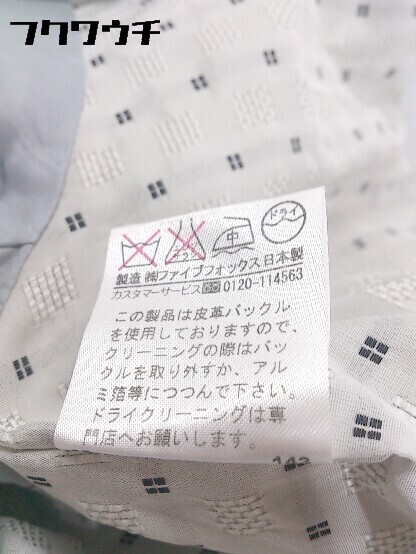 フクワウチ
エンソ
中
ドライ
製造 ㈱ファイブフォックス 日本製
カスタマーサービス 0120-114563
この製品は皮革バックル
を使用しておりますので、
クリーニングの際はバッ
クルを取り外すか、アル
ミ箔等につつんで下さい。
ドライクリーニングは専
門店へお願いします。
143